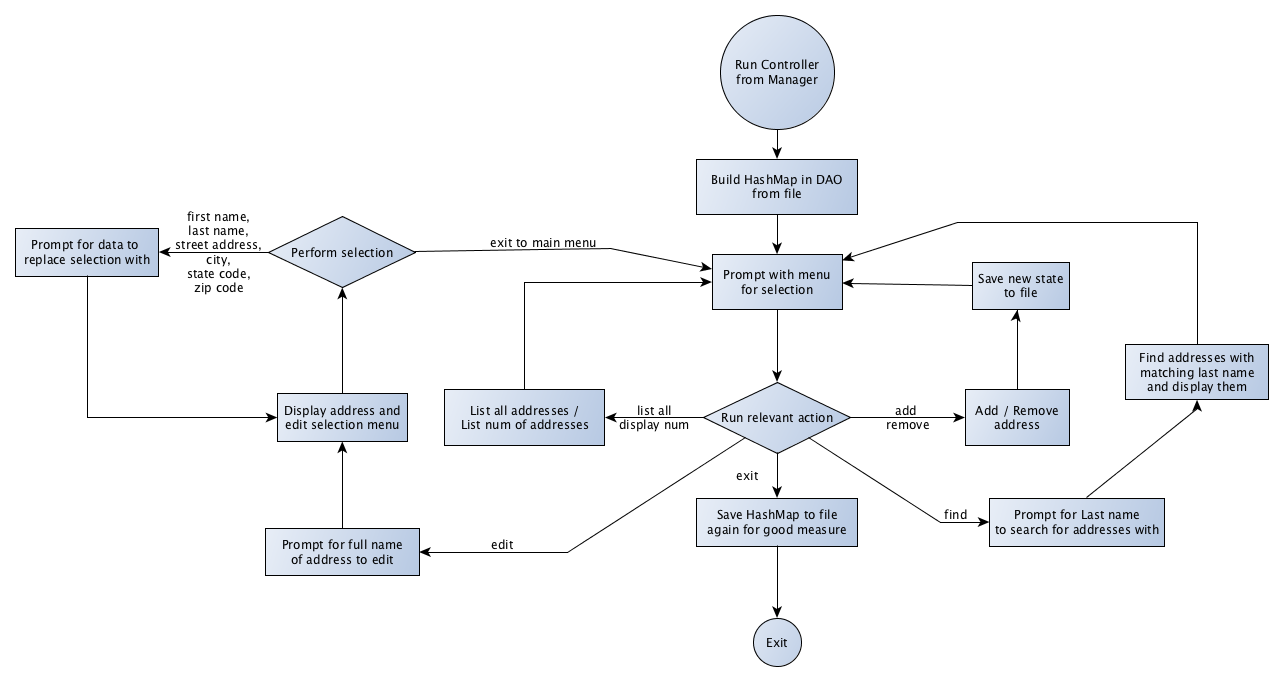 Run Controller
from Manager
Build HashMap in DAO
from file
first name,
last name,
street address,
city,
state code,
zip code
Prompt for data to
replace selection with
Perform selection
exit to main menu
Prompt with menu
for selection
Save new state
to file
Find addresses with
matching last name
and display them
Display address and
edit selection menu
List all addresses /
List num of addresses
list all
display num
Run relevant action
add
remove
Add / Remove
address
exit
Save HashMap to file
again for good measure
find
Prompt for Last name
to search for addresses with
edit
Prompt for full name
of address to edit
Exit